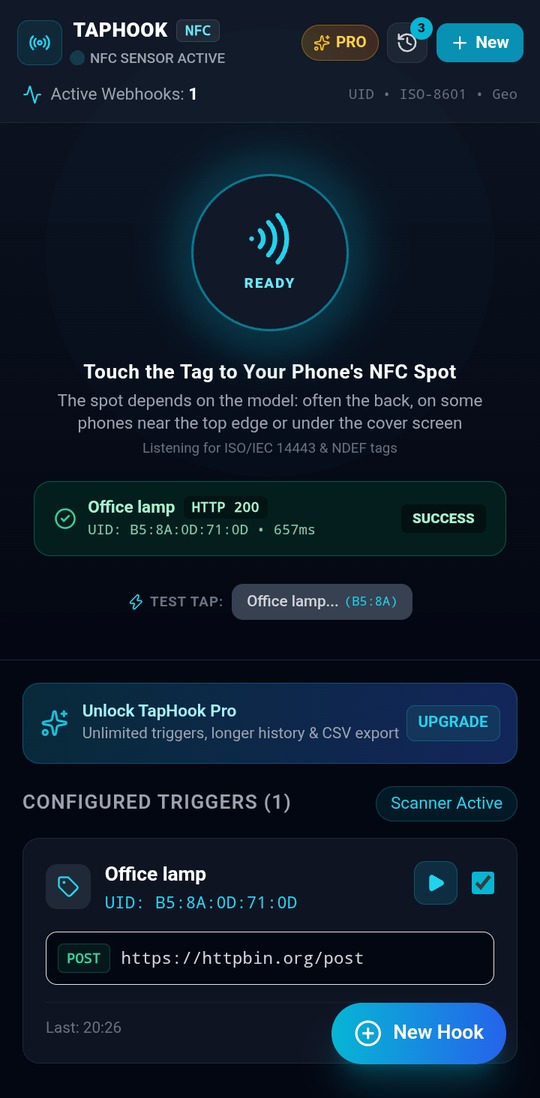 TAPHOOK NFC
NFC SENSOR ACTIVE
PRO
3
New
Active Webhooks: 1
UID • ISO-8601 • Geo
READY
Touch the Tag to Your Phone's NFC Spot
The spot depends on the model: often the back, on some
phones near the top edge or under the cover screen
Listening for ISO/IEC 14443 & NDEF tags
Office lamp HTTP 200
UID: B5:8A:0D:71:0D • 657ms
SUCCESS
TEST TAP: Office lamp... (B5:8A)
Unlock TapHook Pro
Unlimited triggers, longer history & CSV export
UPGRADE
CONFIGURED TRIGGERS (1)
Scanner Active
Office lamp
UID: B5:8A:0D:71:0D
POST https://httpbin.org/post
Last: 20:26
New Hook